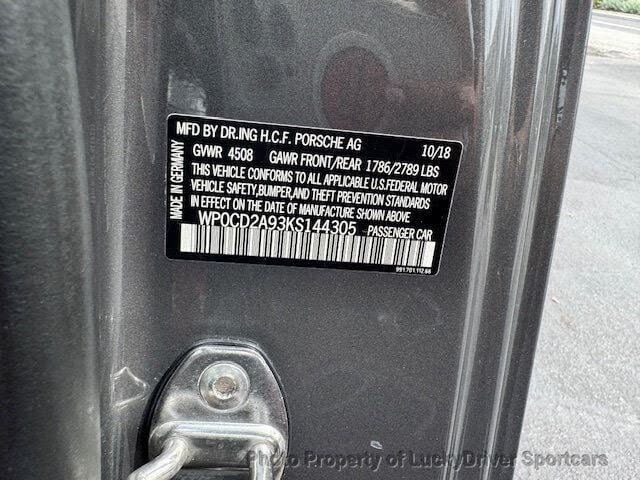 MFD BY DR.ING H.C.F. PORSCHE AG 10/18
GVWR 4508 GAWR FRONT/REAR 1786/2789 LBS
THIS VEHICLE CONFORMS TO ALL APPLICABLE U.S.FEDERAL MOTOR
VEHICLE SAFETY,BUMPER,AND THEFT PREVENTION STANDARDS
IN EFFECT ON THE DATE OF MANUFACTURE SHOWN ABOVE
WP0CD2A93KS144305 PASSENGER CAR
MADE IN GERMANY
991.701.112.68
Photo Property of LuckyDriver Sportcars